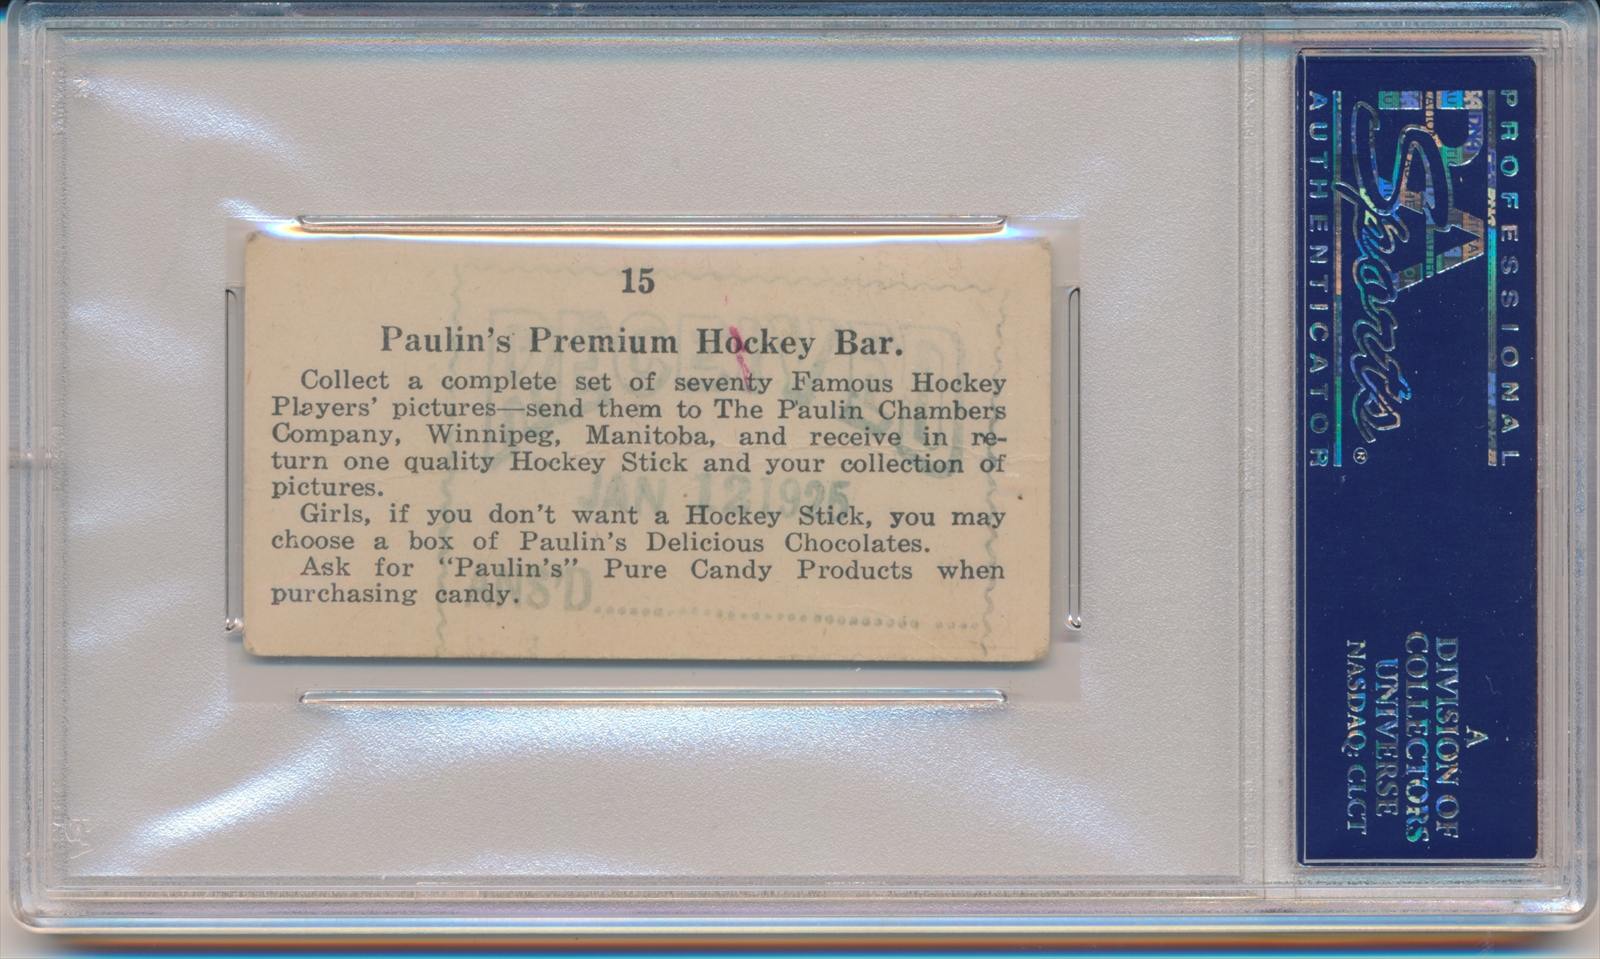 15
Paulin's Premium Hockey Bar.
Collect a complete set of seventy Famous Hockey
Players' pictures—send them to The Paulin Chambers
Company, Winnipeg, Manitoba, and receive in re-
turn one quality Hockey Stick and your collection of
pictures.
Girls, if you don't want a Hockey Stick, you may
choose a box of Paulin's Delicious Chocolates.
Ask for "Paulin's" Pure Candy Products when
purchasing candy.
RECEIVED
JAN 12 1925
ANS'D
PROFESSIONAL
PSA
Sports
®
AUTHENTICATOR
A
DIVISION OF
COLLECTORS
UNIVERSE
NASDAQ: CLCT